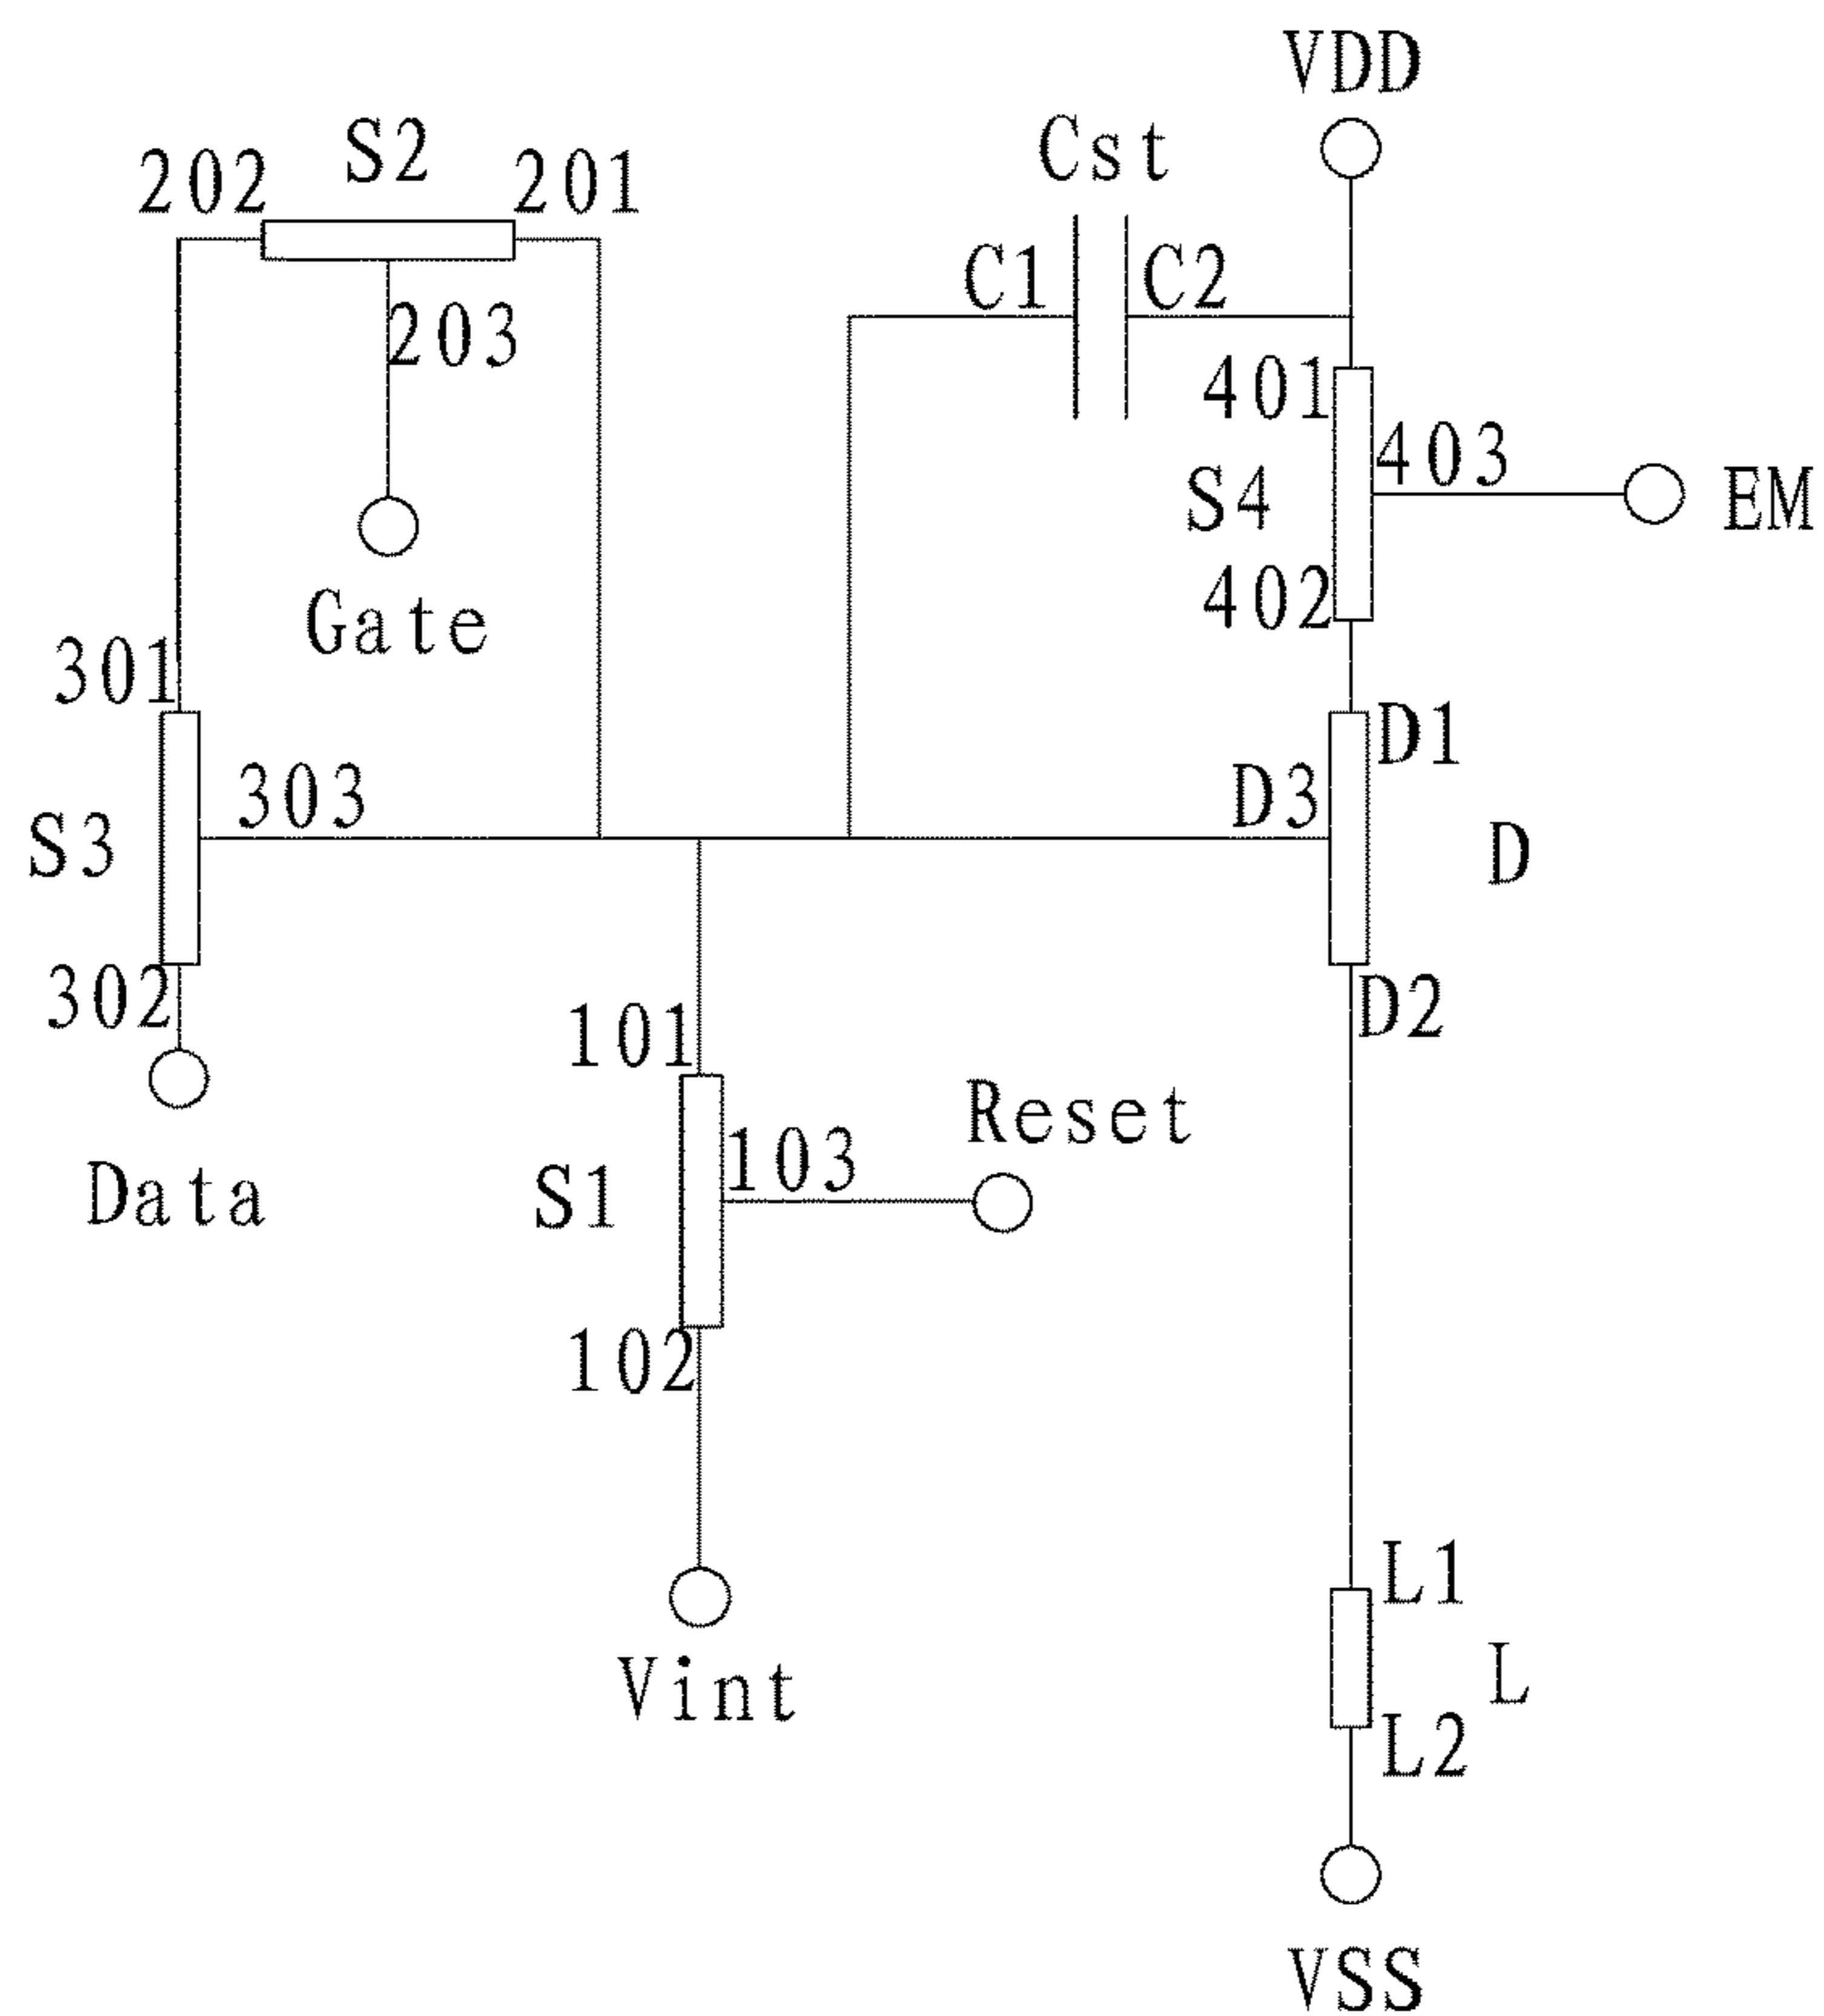 VDD
S2
Cst
202
201
C1
C2
203
401
403
S4
EM
402
Gate
301
D1
303
D3
S3
D
302
D2
101
Reset
103
Data
S1
102
L1
Vint
L
L2
VSS